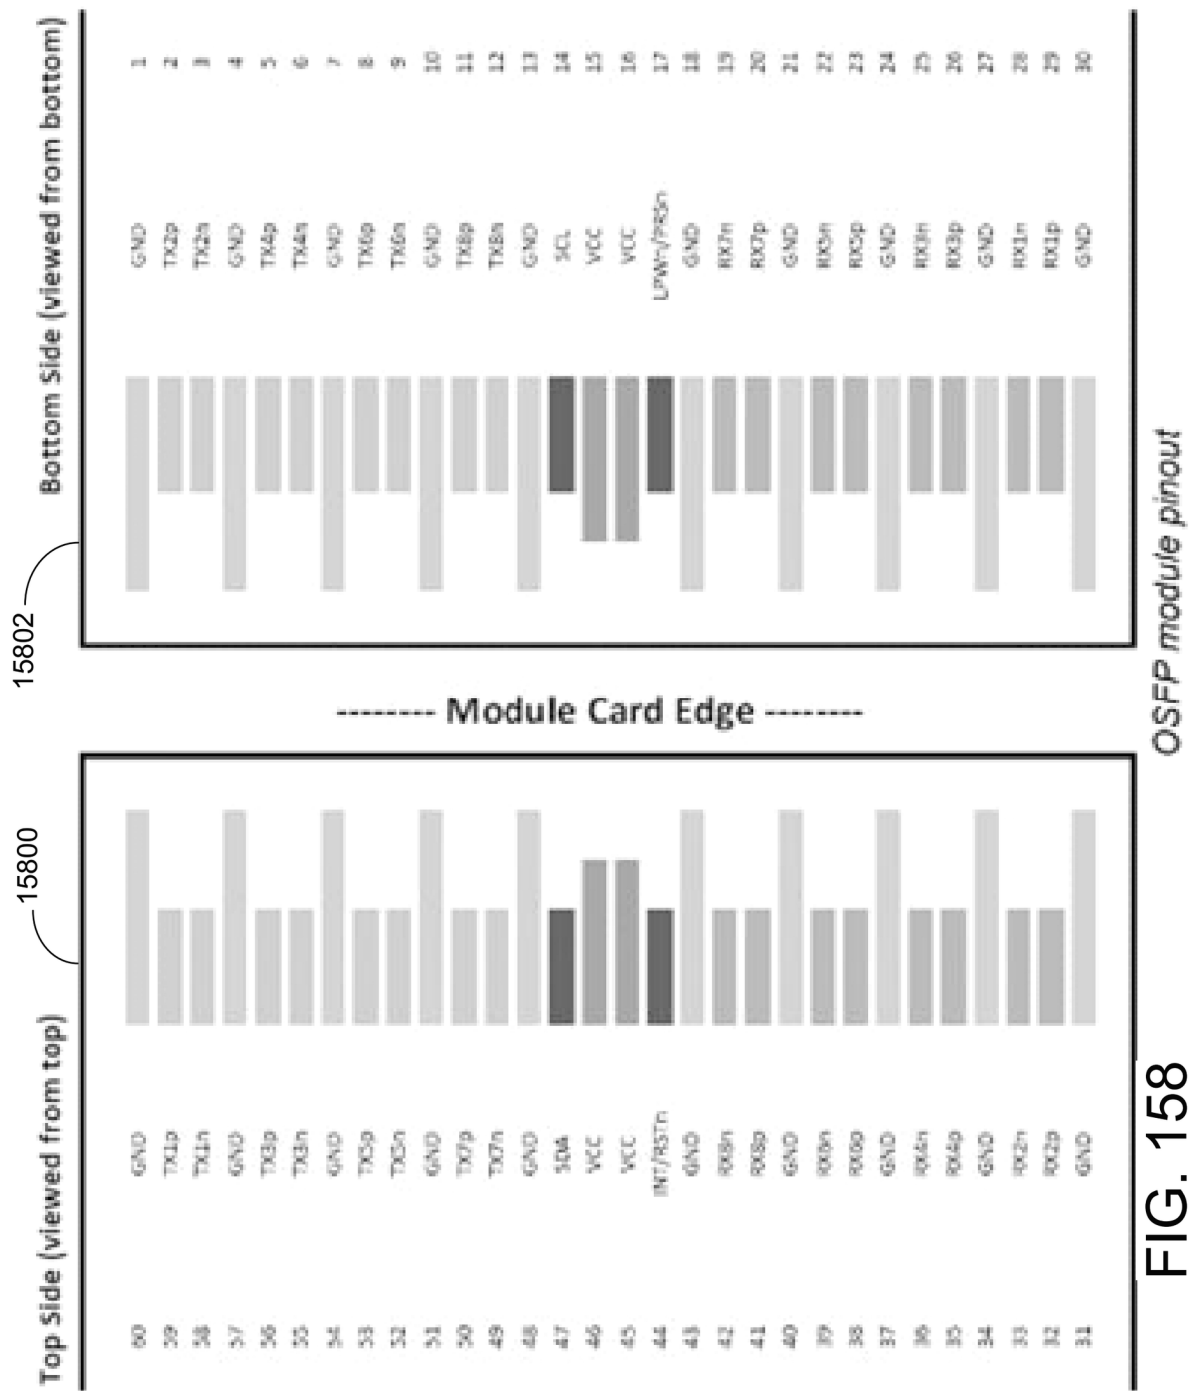 Top Side (viewed from top)
Bottom Side (viewed from bottom)
15800
15802
60 GND
59 TX1p
58 TX1n
57 GND
56 TX3p
55 TX3n
54 GND
53 TX5p
52 TX5n
51 GND
50 TX7p
49 TX7n
48 GND
47 SDA
46 VCC
45 VCC
44 INT/RSTn
43 GND
42 RX8n
41 RX8p
40 GND
39 RX6n
38 RX6p
37 GND
36 RX4n
35 RX4p
34 GND
33 RX2n
32 RX2p
31 GND
-------- Module Card Edge --------
GND 1
TX2p 2
TX2n 3
GND 4
TX4p 5
TX4n 6
GND 7
TX6p 8
TX6n 9
GND 10
TX8p 11
TX8n 12
GND 13
SCL 14
VCC 15
VCC 16
LPWn/PRSn 17
GND 18
RX7n 19
RX7p 20
GND 21
RX5n 22
RX5p 23
GND 24
RX3n 25
RX3p 26
GND 27
RX1n 28
RX1p 29
GND 30
OSFP module pinout
FIG. 158